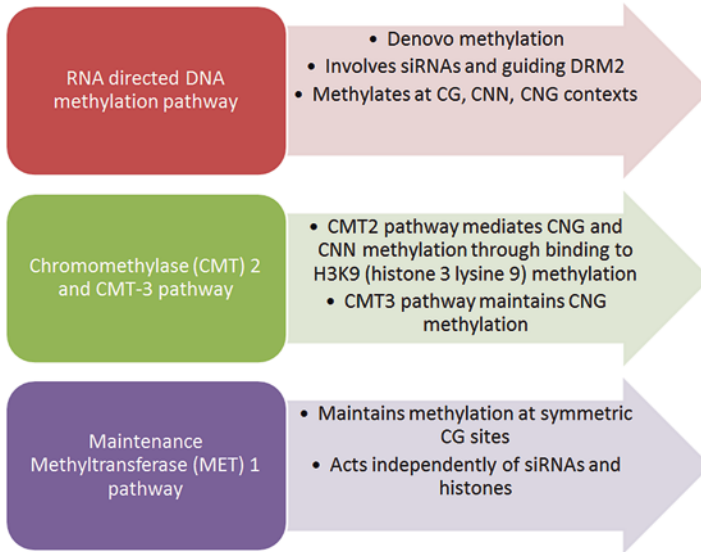 RNA directed DNA
methylation pathway
• Denovo methylation
• Involves siRNAs and guiding DRM2
• Methylates at CG, CNN, CNG contexts
Chromomethylase (CMT) 2
and CMT-3 pathway
• CMT2 pathway mediates CNG and
CNN methylation through binding to
H3K9 (histone 3 lysine 9) methylation
• CMT3 pathway maintains CNG
methylation
Maintenance
Methyltransferase (MET) 1
pathway
• Maintains methylation at symmetric
CG sites
• Acts independently of siRNAs and
histones